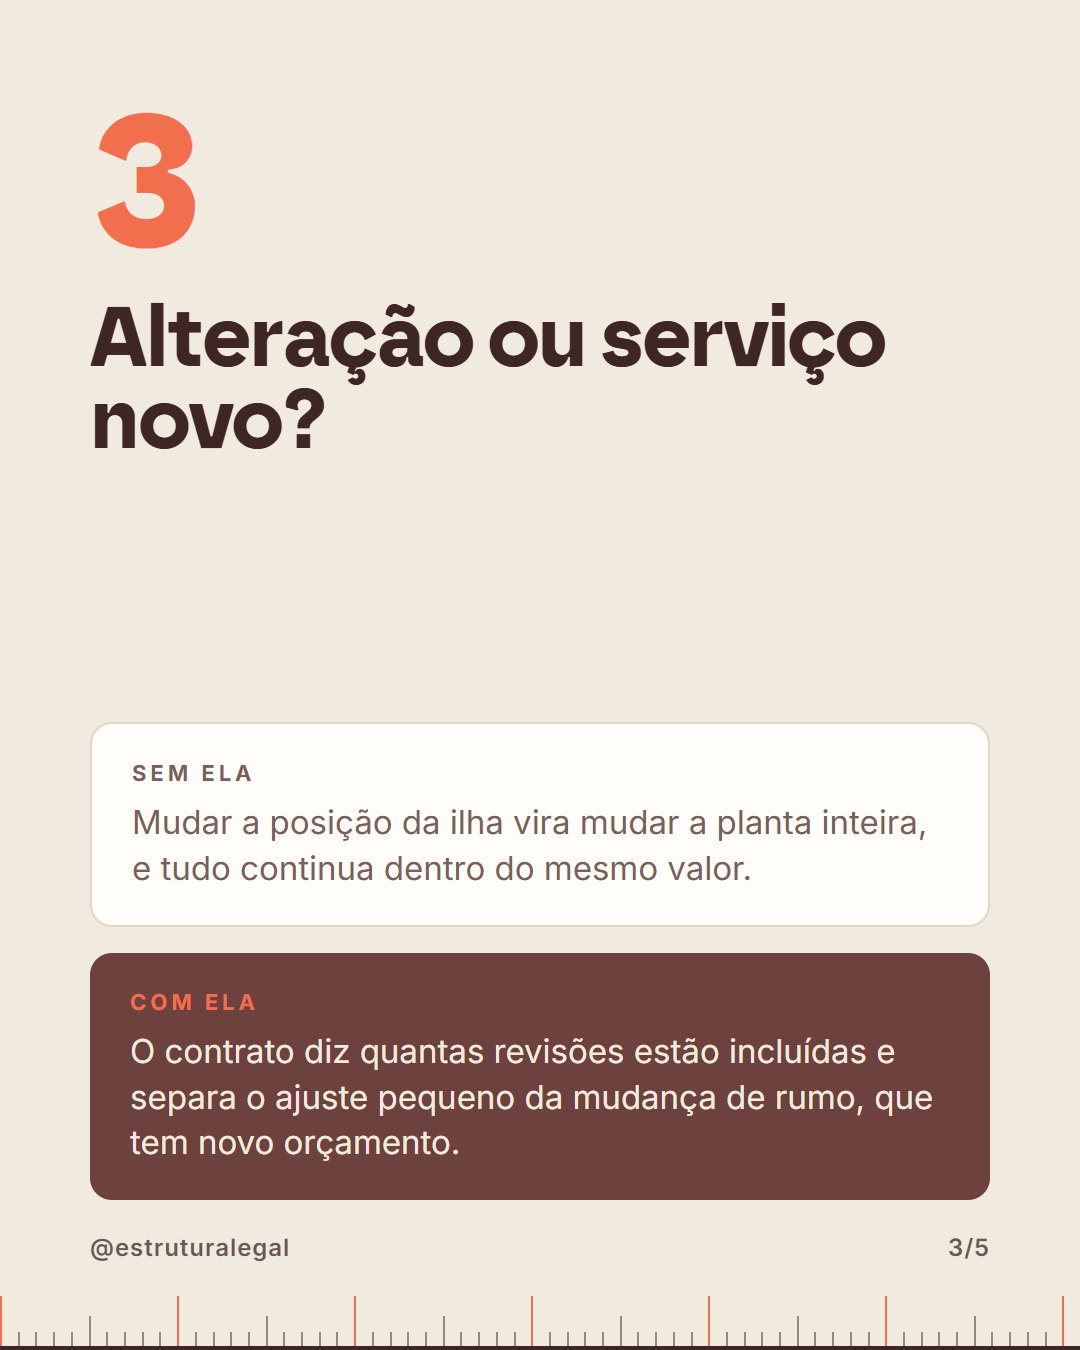 3
Alteração ou serviço
novo?
SEM ELA
Mudar a posição da ilha vira mudar a planta inteira,
e tudo continua dentro do mesmo valor.
COM ELA
O contrato diz quantas revisões estão incluídas e
separa o ajuste pequeno da mudança de rumo, que
tem novo orçamento.
@estruturalegal
3/5